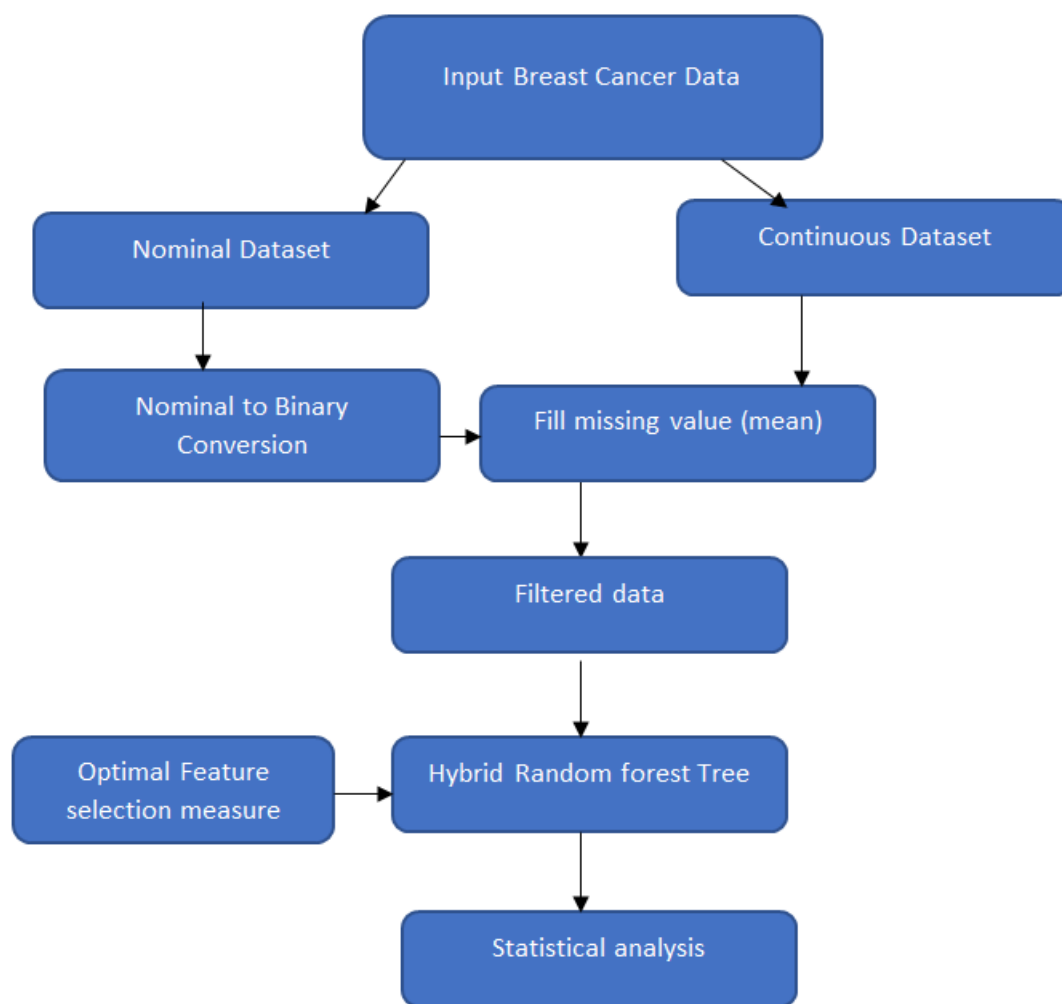 Input Breast Cancer Data
Nominal Dataset
Continuous Dataset
Nominal to Binary
Conversion
Fill missing value (mean)
Filtered data
Optimal Feature
selection measure
Hybrid Random forest Tree
Statistical analysis